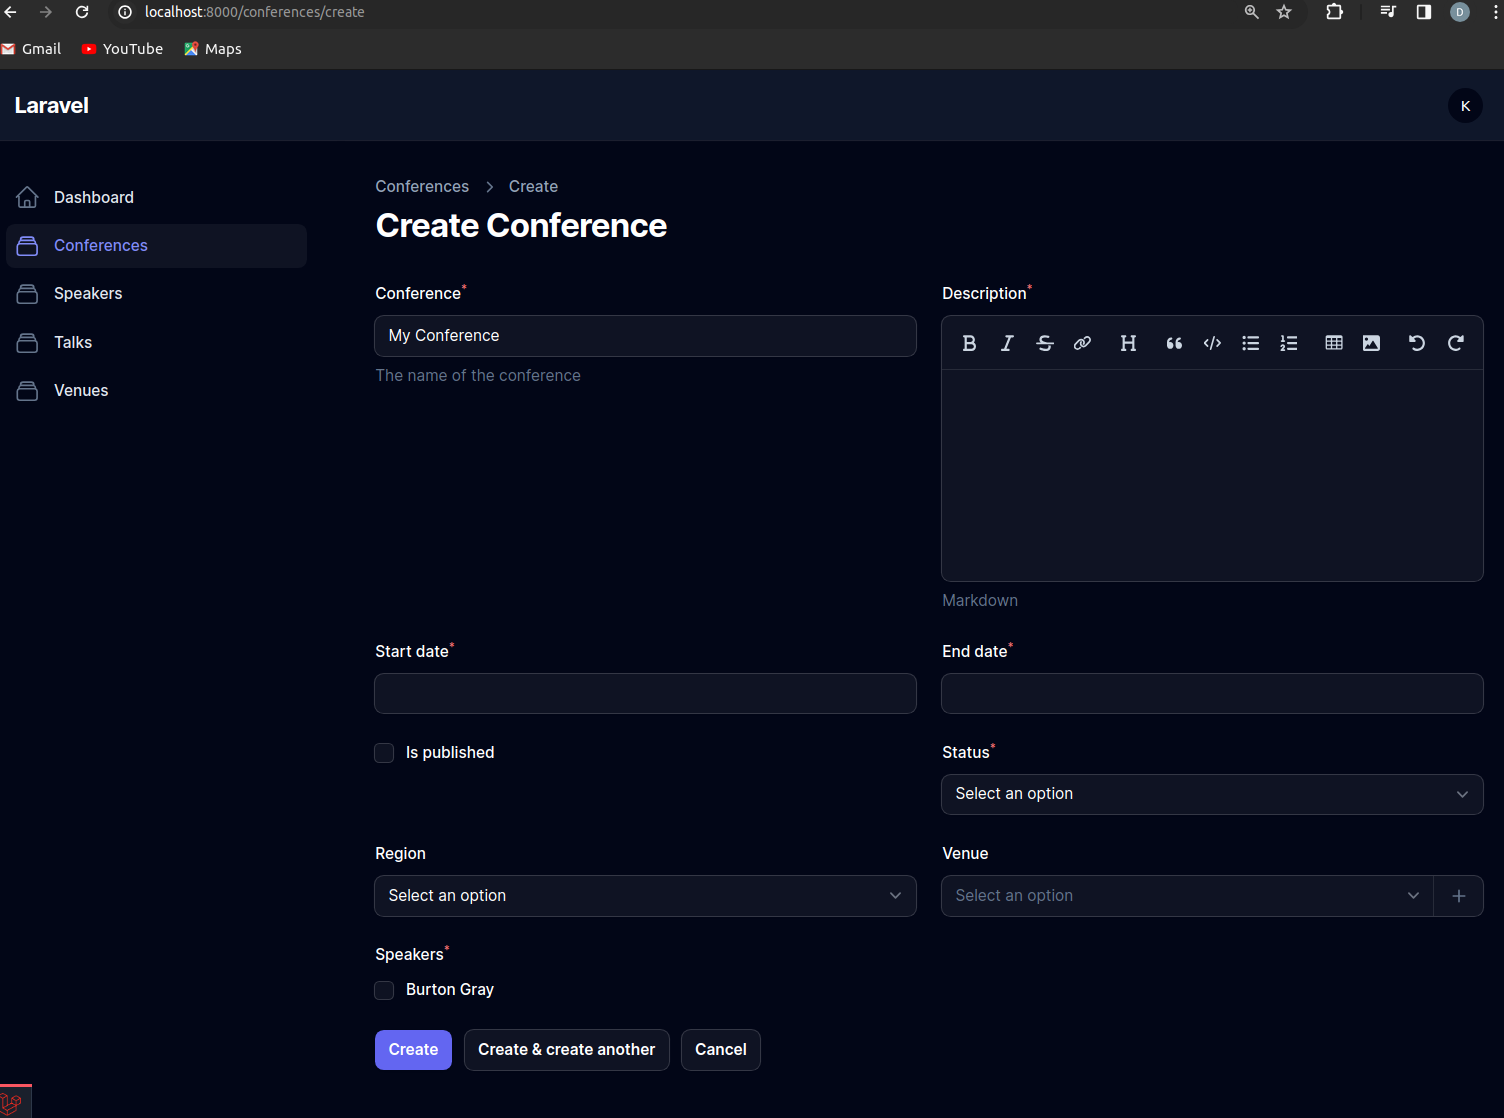 localhost:8000/conferences/create
D
Gmail YouTube Maps
Laravel
K
Dashboard
Conferences
Speakers
Talks
Venues
Conferences > Create
Create Conference
Conference*
My Conference
The name of the conference
Description*
Markdown
Start date*
End date*
Is published
Status*
Select an option
Region
Select an option
Venue
Select an option
Speakers*
Burton Gray
Create Create & create another Cancel